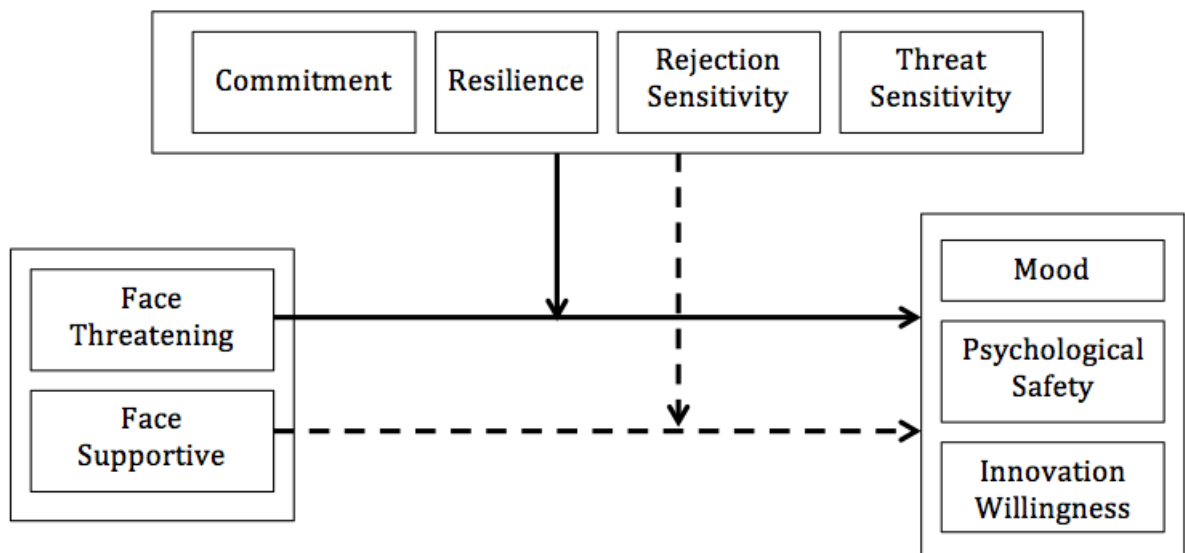 Commitment
Resilience
Rejection
Sensitivity
Threat
Sensitivity
Face
Threatening
Face
Supportive
Mood
Psychological
Safety
Innovation
Willingness